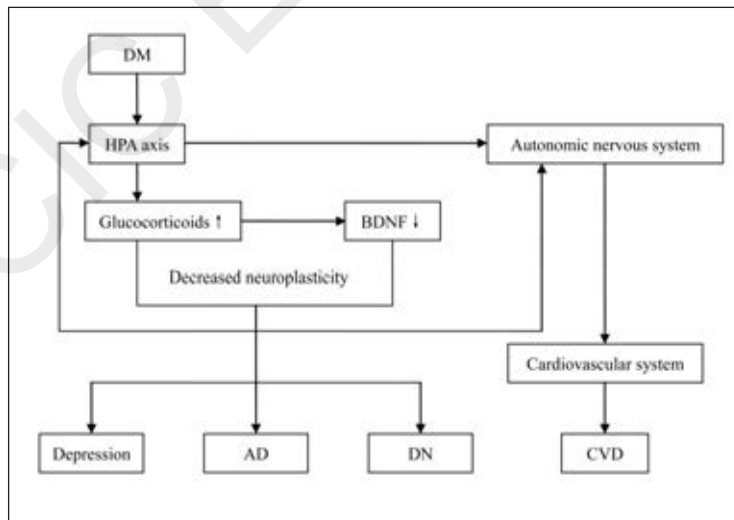 DM
HPA axis
Autonomic nervous system
Glucocorticoids ↑
BDNF ↓
Decreased neuroplasticity
Cardiovascular system
Depression
AD
DN
CVD